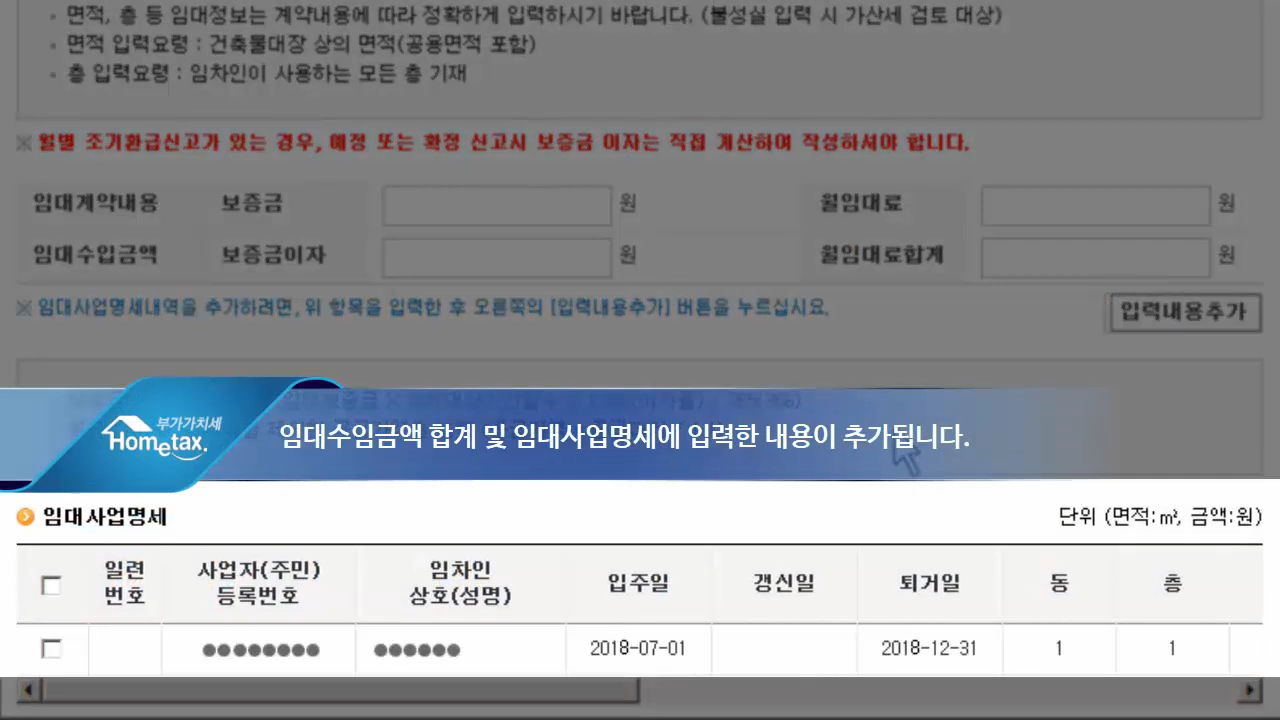 · 면적, 층 등 임대정보는 계약내용에 따라 정확하게 입력하시기 바랍니다. (불성실 입력 시 가산세 검토 대상)
· 면적 입력요령 : 건축물대장 상의 면적(공용면적 포함)
· 층 입력요령 : 임차인이 사용하는 모든 층 기재
※ 월별 조기환급신고가 있는 경우, 예정 또는 확정 신고시 보증금 이자는 직접 계산하여 작성하셔야 합니다.
임대계약내용 보증금 원 월임대료 원
임대수입금액 보증금이자 원 월임대료합계 원
※ 임대사업명세내역을 추가하려면, 위 항목을 입력한 후 오른쪽의 [입력내용추가] 버튼을 누르십시요.
입력내용추가
부가가치세
Hometax.
임대수임금액 합계 및 임대사업명세에 입력한 내용이 추가됩니다.
임대사업명세 단위 (면적:㎡, 금액:원)
일련 사업자(주민) 임차인 입주일 갱신일 퇴거일 동 층
번호 등록번호 상호(성명)
●●●●●●●● ●●●●●● 2018-07-01 2018-12-31 1 1